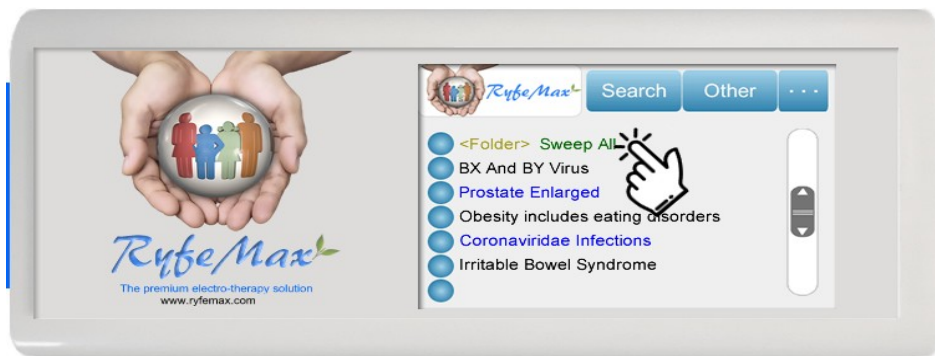 RyfeMax
The premium electro-therapy solution
www.ryfemax.com
RyfeMax
Search
Other
...
<Folder> Sweep All
BX And BY Virus
Prostate Enlarged
Obesity includes eating disorders
Coronaviridae Infections
Irritable Bowel Syndrome